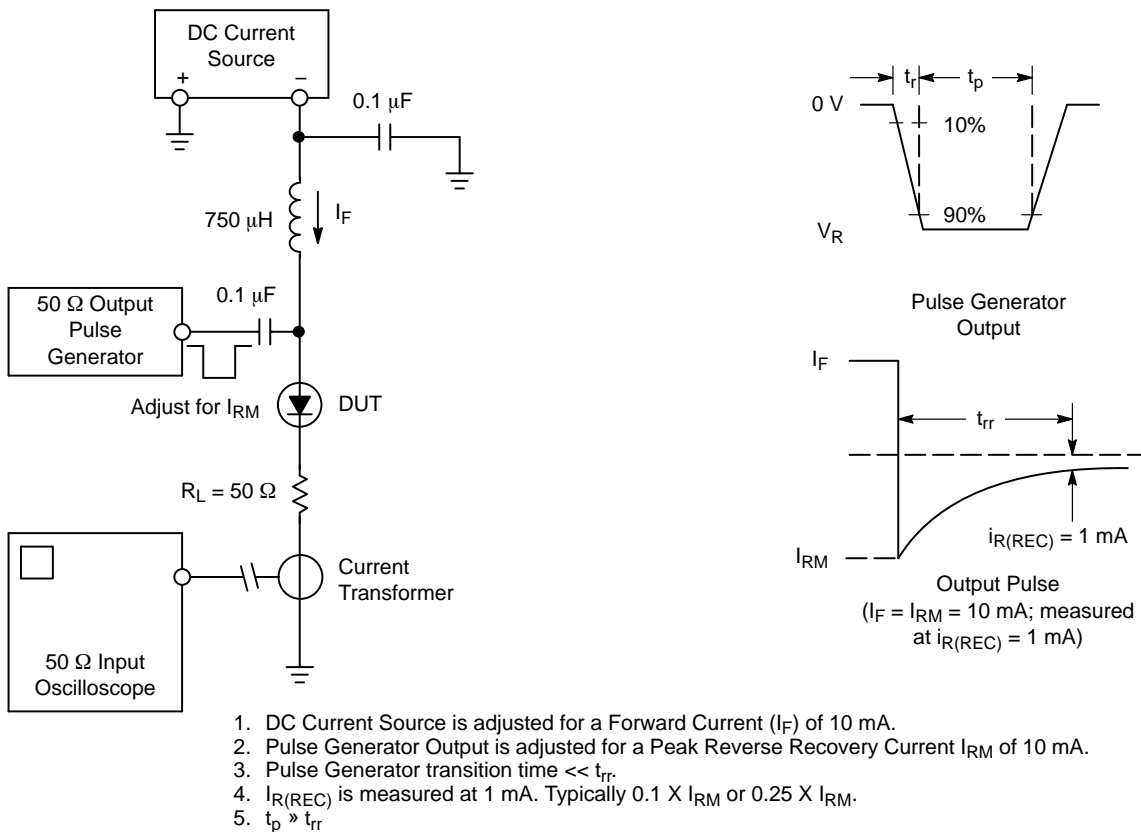 DC Current
Source
+ −
0.1 μF
750 μH
I_F
50 Ω Output
Pulse
Generator
0.1 μF
Adjust for I_RM
DUT
R_L = 50 Ω
Current
Transformer
50 Ω Input
Oscilloscope
t_r t_p
0 V
10%
90%
V_R
Pulse Generator
Output
I_F
t_rr
i_R(REC) = 1 mA
I_RM
Output Pulse
(I_F = I_RM = 10 mA; measured
at i_R(REC) = 1 mA)
1. DC Current Source is adjusted for a Forward Current (I_F) of 10 mA.
2. Pulse Generator Output is adjusted for a Peak Reverse Recovery Current I_RM of 10 mA.
3. Pulse Generator transition time << t_rr.
4. I_R(REC) is measured at 1 mA. Typically 0.1 X I_RM or 0.25 X I_RM.
5. t_p » t_rr